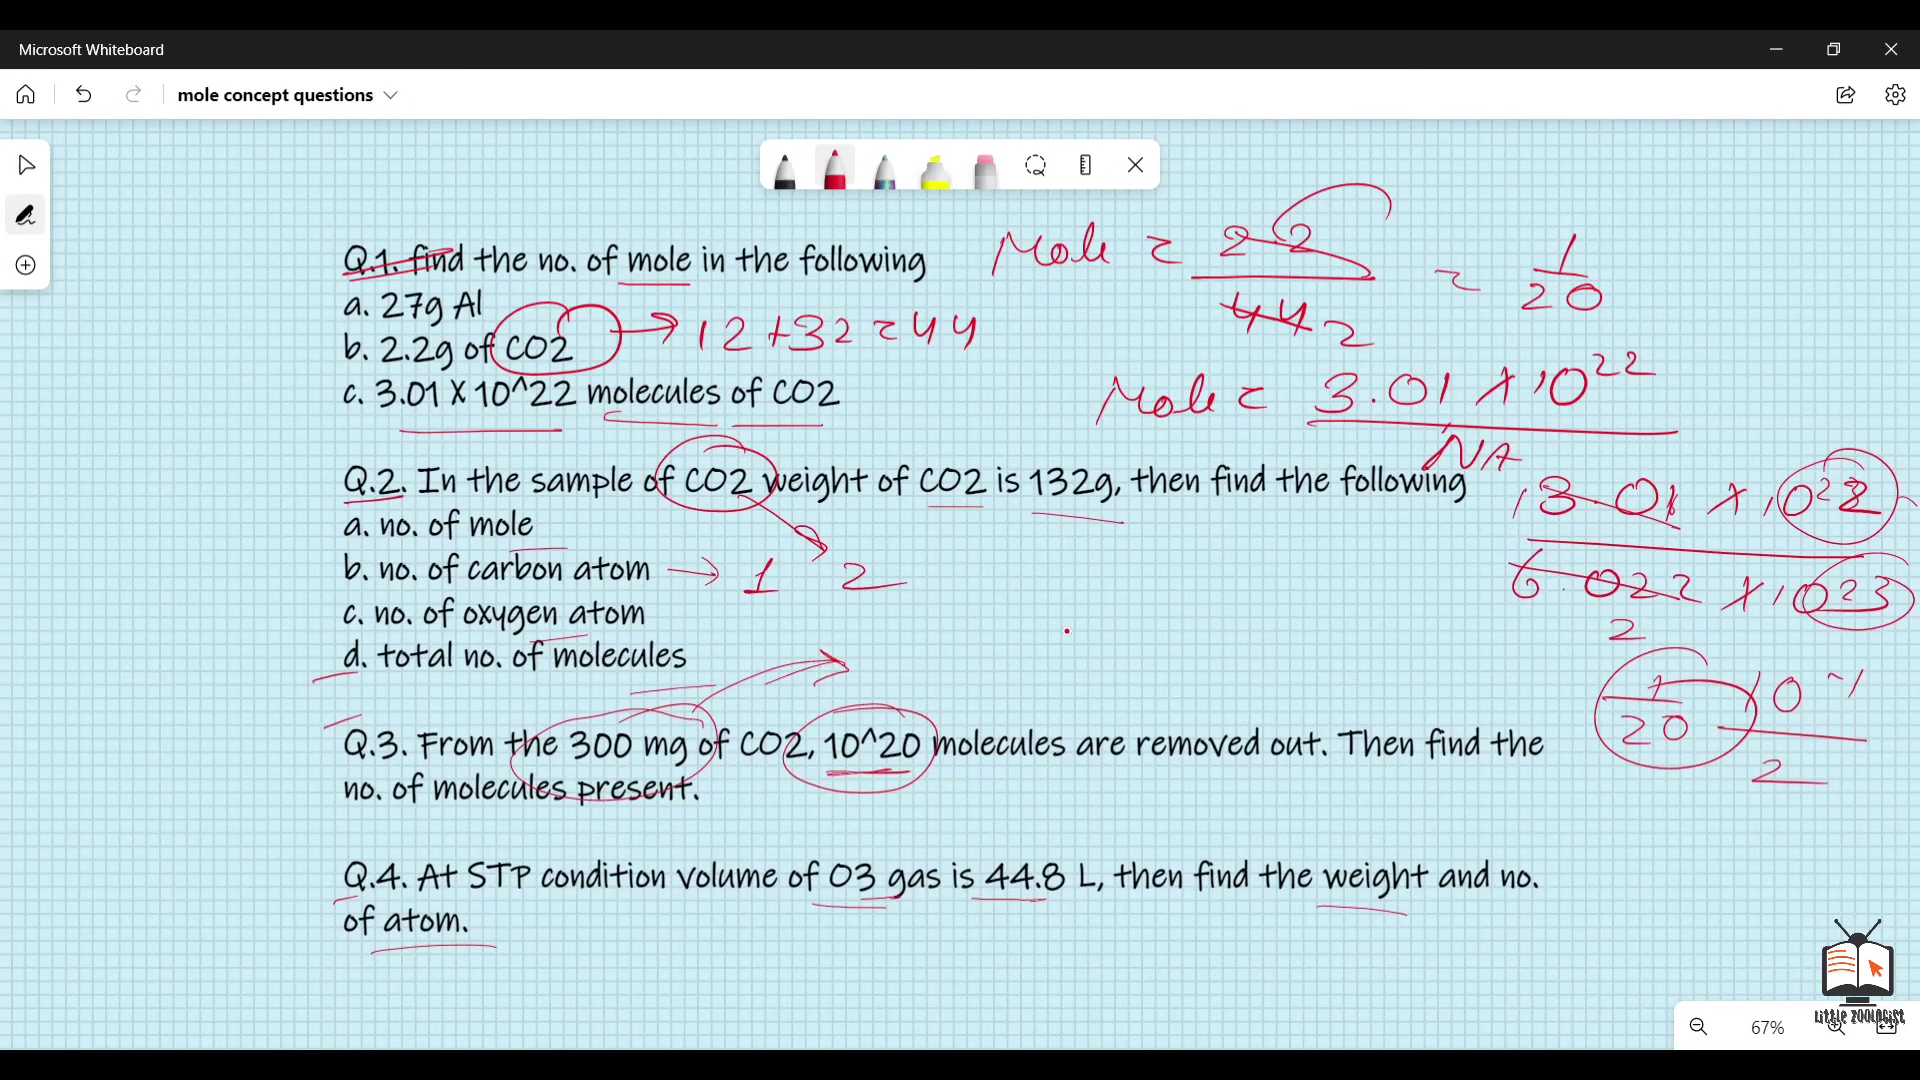 Microsoft Whiteboard
mole concept questions
Q.1. find the no. of mole in the following
a. 27g Al
b. 2.2g of CO2
c. 3.01 X 10^22 molecules of CO2
12+32=44
Mole = 2.2 / 44 2 = 1 / 20
Mole = 3.01 × 10^22 / NA
Q.2. In the sample of CO2 weight of CO2 is 132g, then find the following
a. no. of mole
b. no. of carbon atom → 1 2
c. no. of oxygen atom
d. total no. of molecules
1 3.01 × 10^22
6.022 × 10^23
2
1 / 20
10^-1 / 2
Q.3. From the 300 mg of CO2, 10^20 molecules are removed out. Then find the
no. of molecules present.
Q.4. At STP condition volume of O3 gas is 44.8 L, then find the weight and no.
of atom.
LiTTLE ZOOLOGiST
67%